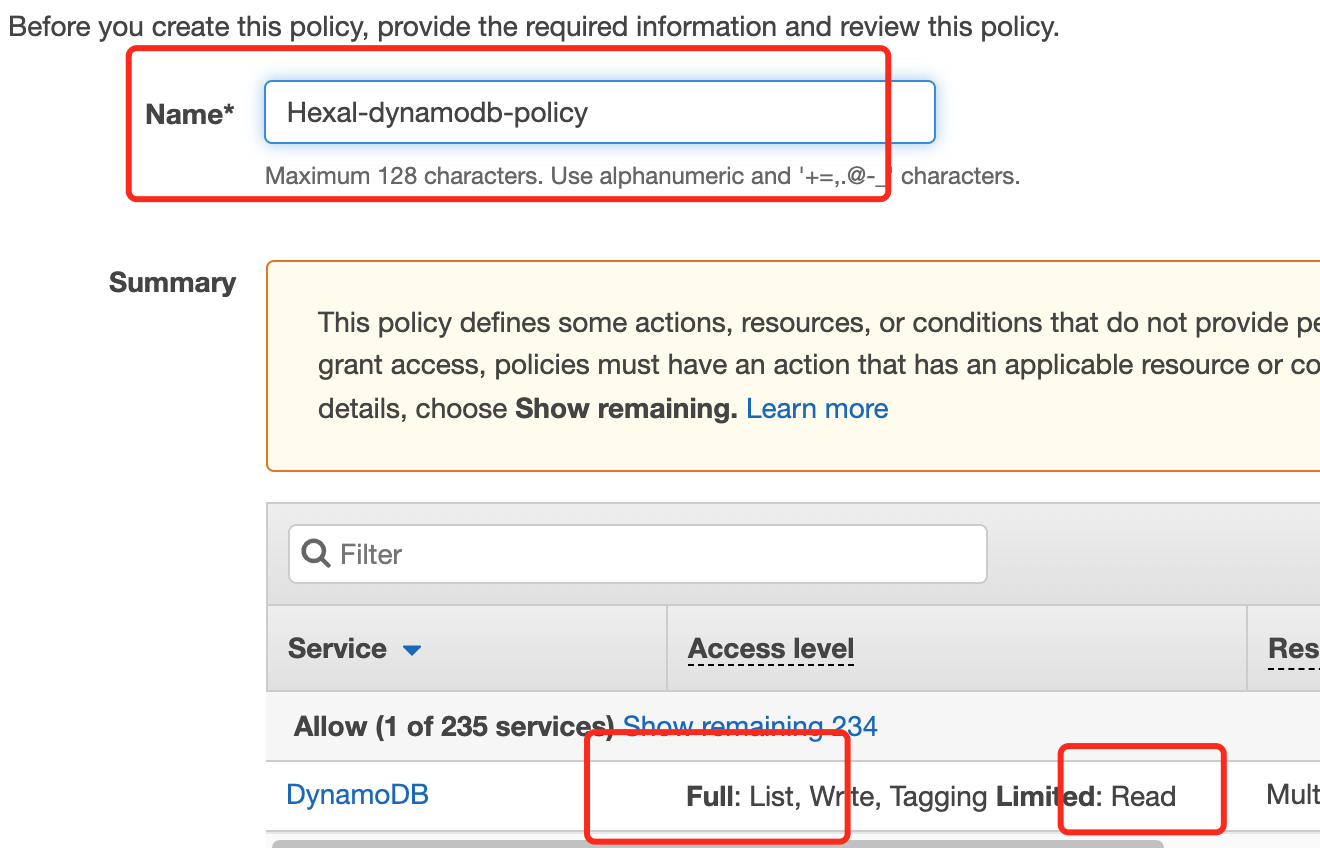 Before you create this policy, provide the required information and review this policy.
Name* Hexal-dynamodb-policy
Maximum 128 characters. Use alphanumeric and '+=,.@-_' characters.
Summary
This policy defines some actions, resources, or conditions that do not provide pe
grant access, policies must have an action that has an applicable resource or co
details, choose Show remaining. Learn more
Filter
Service Access level Res
Allow (1 of 235 services) Show remaining 234
DynamoDB Full: List, Write, Tagging Limited: Read Mult